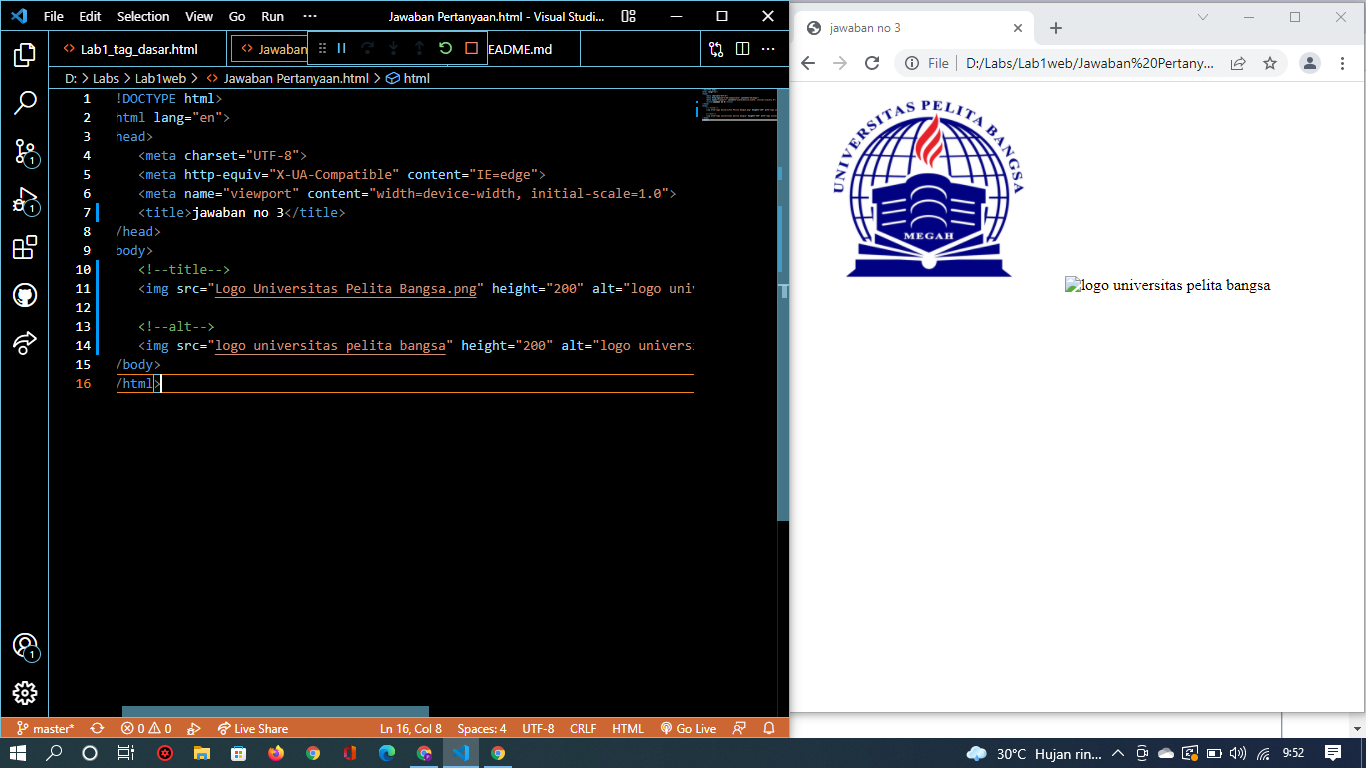 File Edit Selection View Go Run ··· Jawaban Pertanyaan.html - Visual Studi...
Lab1_tag_dasar.html Jawaban EADME.md
D: > Labs > Lab1web > Jawaban Pertanyaan.html > html
1 !DOCTYPE html>
2 html lang="en">
3 head>
4 <meta charset="UTF-8">
5 <meta http-equiv="X-UA-Compatible" content="IE=edge">
6 <meta name="viewport" content="width=device-width, initial-scale=1.0">
7 <title>jawaban no 3</title>
8 /head>
9 body>
10 <!--title-->
11 <img src="Logo Universitas Pelita Bangsa.png" height="200" alt="logo uni
12
13 <!--alt-->
14 <img src="logo universitas pelita bangsa" height="200" alt="logo univers
15 /body>
16 /html>
1
1
1
master* 0 0 Live Share Ln 16, Col 8 Spaces: 4 UTF-8 CRLF HTML Go Live
jawaban no 3
File D:/Labs/Lab1web/Jawaban%20Pertany...
UNIVERSITAS PELITA BANGSA
MEGAH
logo universitas pelita bangsa
30°C Hujan rin... 9:52